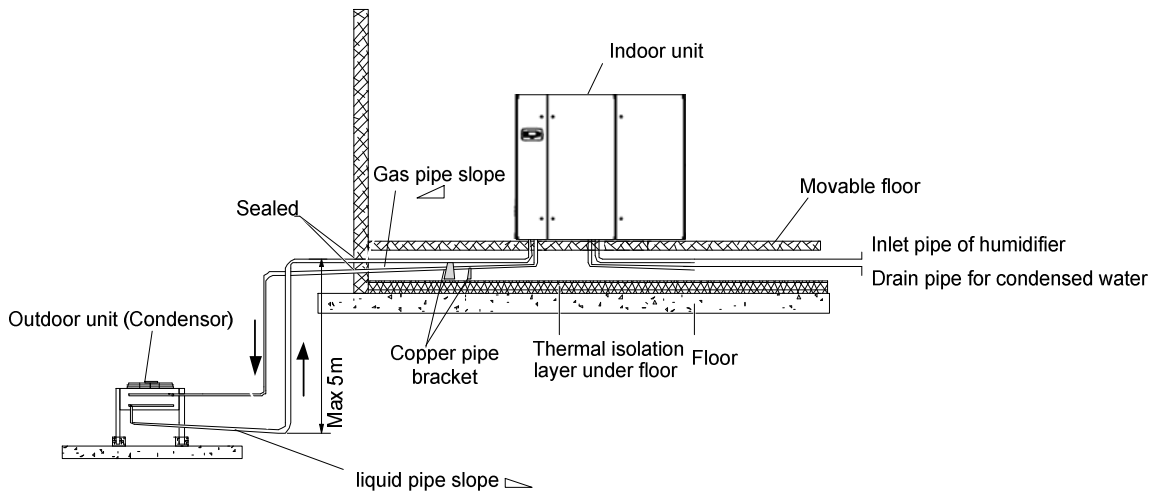 Indoor unit
Gas pipe slope
Movable floor
Sealed
Inlet pipe of humidifier
Drain pipe for condensed water
Outdoor unit (Condensor)
Copper pipe
bracket
Thermal isolation
layer under floor
Floor
Max 5m
liquid pipe slope